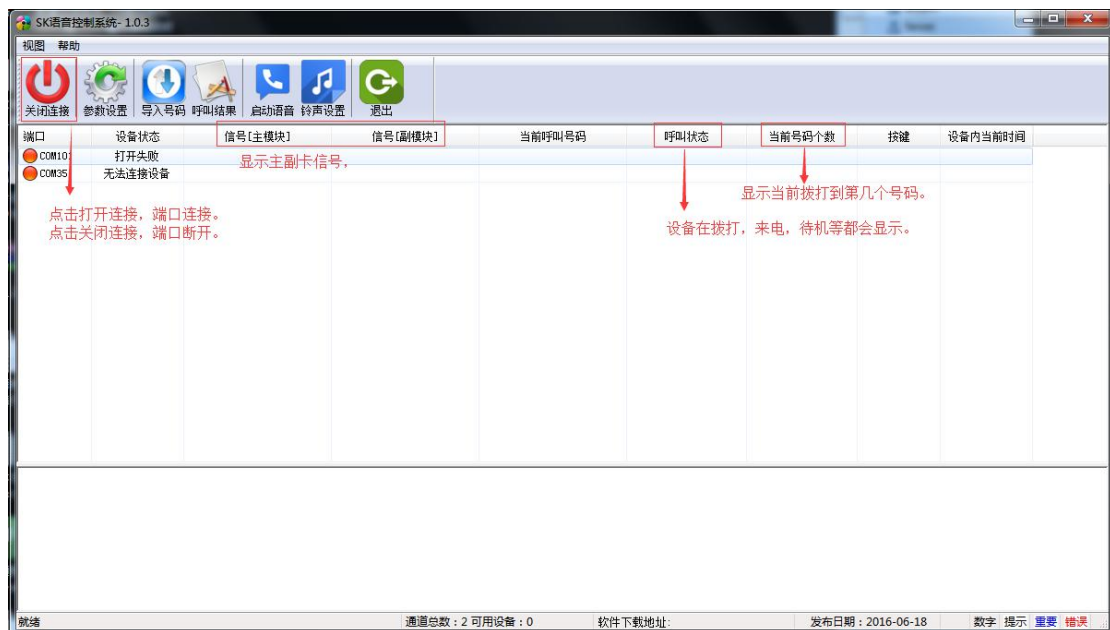 SK语音控制系统- 1.0.3
视图 帮助
关闭连接 参数设置 导入号码 呼叫结果 启动语音 铃声设置 退出
端口 设备状态 信号[主模块] 信号[副模块] 当前呼叫号码 呼叫状态 当前号码个数 按键 设备内当前时间
COM10: 打开失败
COM35 无法连接设备
显示主副卡信号，
显示当前拨打到第几个号码。
点击打开连接，端口连接。
点击关闭连接，端口断开。
设备在拨打，来电，待机等都会显示。
就绪 通道总数：2 可用设备：0 软件下载地址: 发布日期：2016-06-18 数字 提示 重要 错误